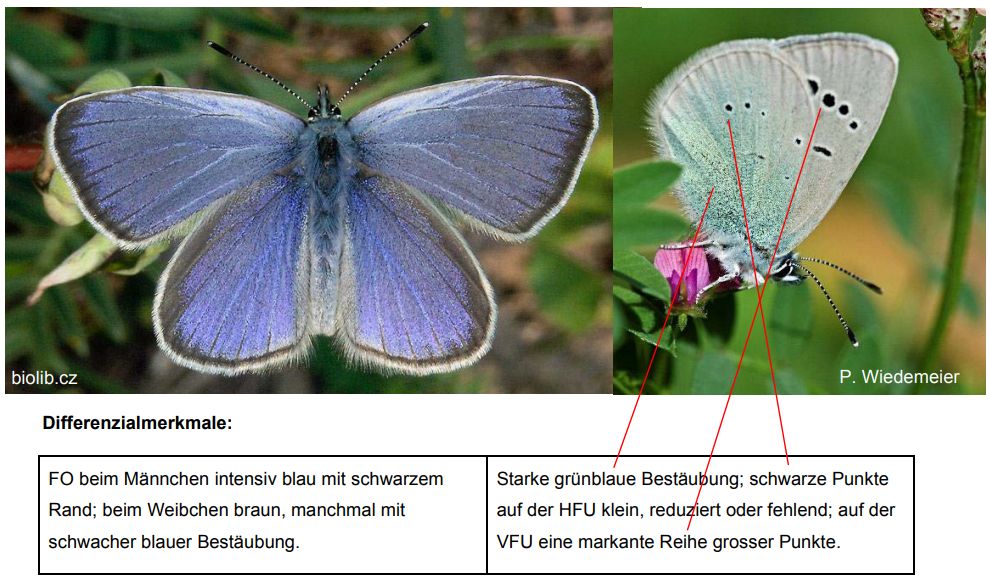 biolib.cz
P. Wiedemeier
Differenzialmerkmale:
FO beim Männchen intensiv blau mit schwarzem
Rand; beim Weibchen braun, manchmal mit
schwacher blauer Bestäubung.
Starke grünblaue Bestäubung; schwarze Punkte
auf der HFU klein, reduziert oder fehlend; auf der
VFU eine markante Reihe grosser Punkte.